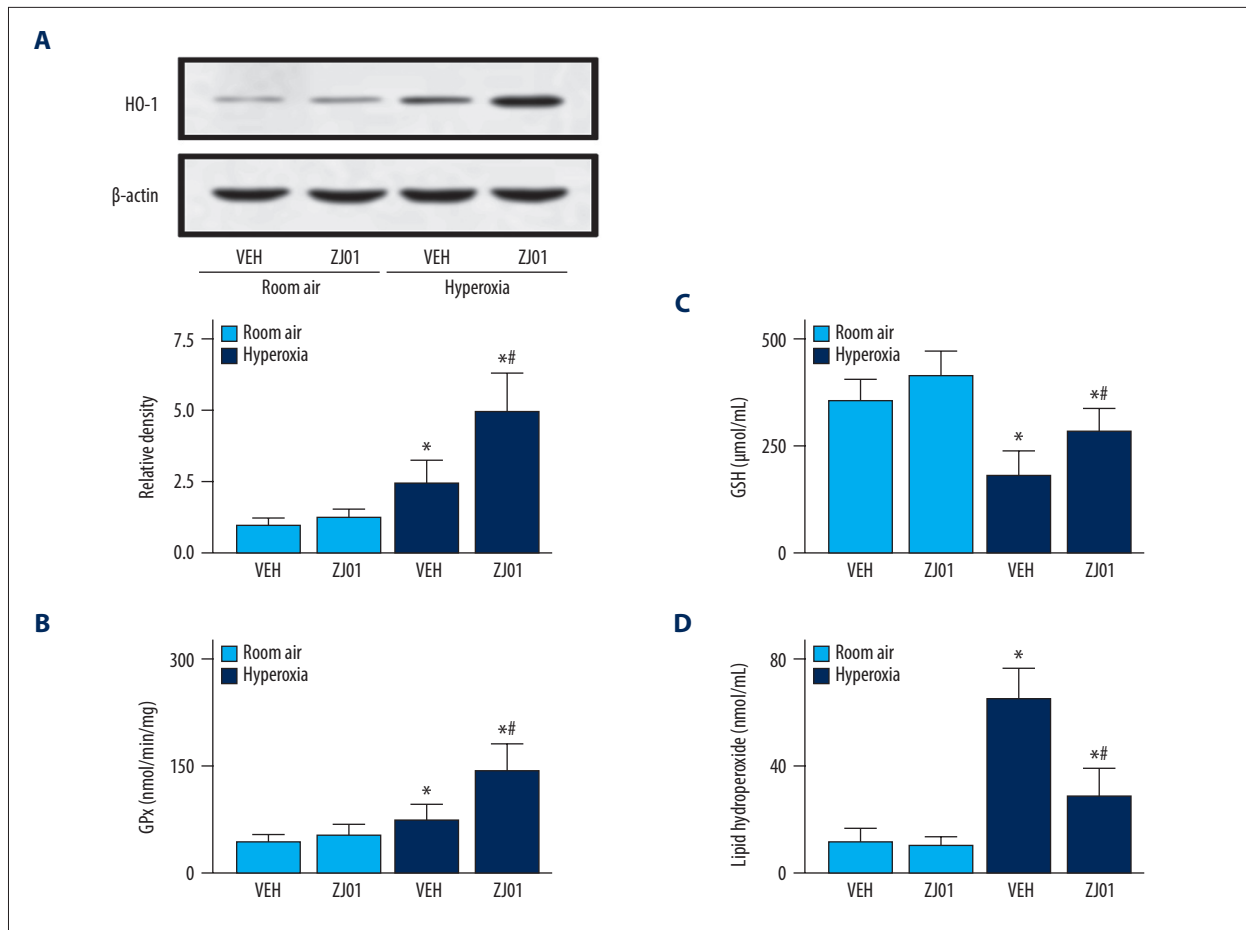 A
HO-1
β-actin
VEH ZJ01 VEH ZJ01
Room air Hyperoxia
Room air
Hyperoxia
Relative density
7.5
5.0
2.5
0.0
*
*#
VEH ZJ01 VEH ZJ01
B
Room air
Hyperoxia
GPx (nmol/min/mg)
300
150
0
*
*#
VEH ZJ01 VEH ZJ01
C
Room air
Hyperoxia
GSH (µmol/mL)
500
250
0
*
*#
VEH ZJ01 VEH ZJ01
D
Room air
Hyperoxia
Lipid hydroperoxide (nmol/mL)
80
40
0
*
*#
VEH ZJ01 VEH ZJ01